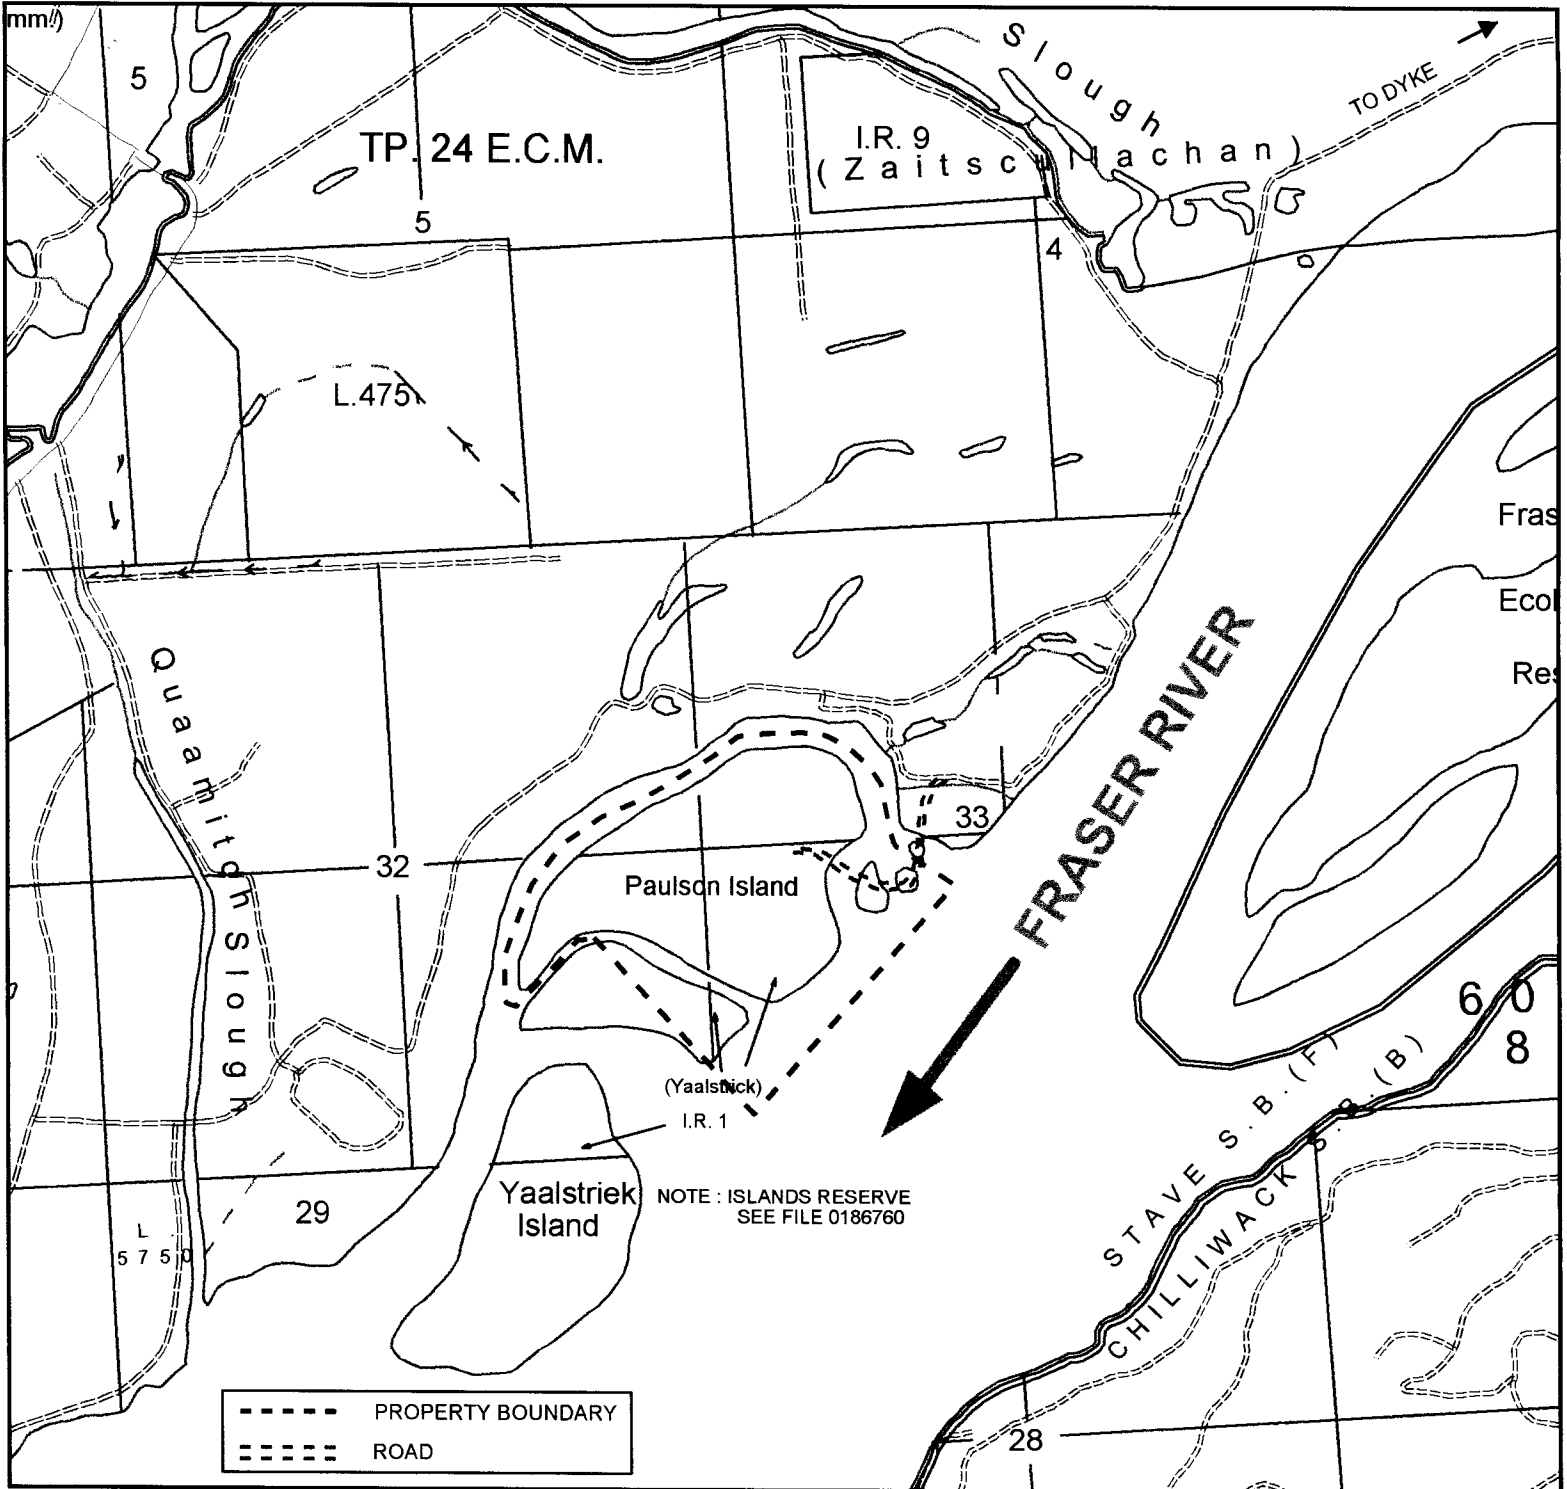 mm.)
5
TP. 24 E.C.M.
5
I.R. 9
(Zaitscullachan)
Slough
TO DYKE
4
L.475
Fras
Ecol
Res
Quaamitch Slough
FRASER RIVER
33
32
Paulson Island
6 0
8
(Yaalstrick)
I.R. 1
STAVE S.B.(F)
CHILLIWACK S.B.(B)
Yaalstriek
Island
NOTE : ISLANDS RESERVE
SEE FILE 0186760
29
L
5750
28
PROPERTY BOUNDARY
ROAD